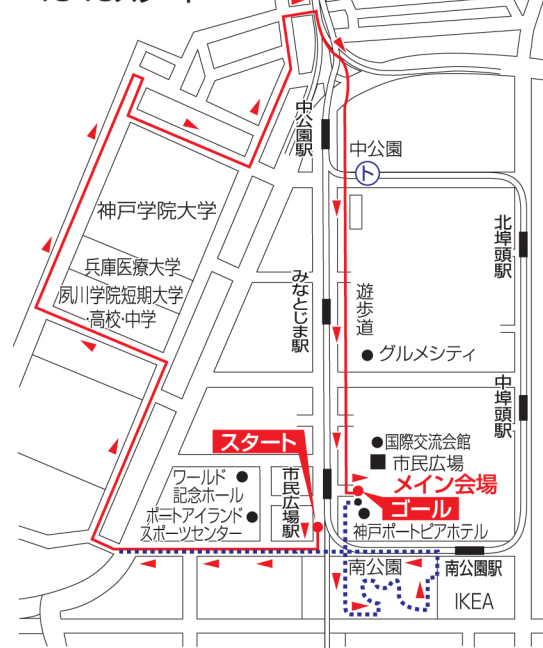 中公園駅
中公園
ト
神戸学院大学
北埠頭駅
兵庫医療大学
夙川学院短期大学
・高校・中学
みなとじま駅
遊歩道
グルメシティ
中埠頭駅
スタート
国際交流会館
市民広場
メイン会場
ゴール
神戸ポートピアホテル
ワールド
記念ホール
ポートアイランド
スポーツセンター
市民広場駅
南公園
南公園駅
IKEA